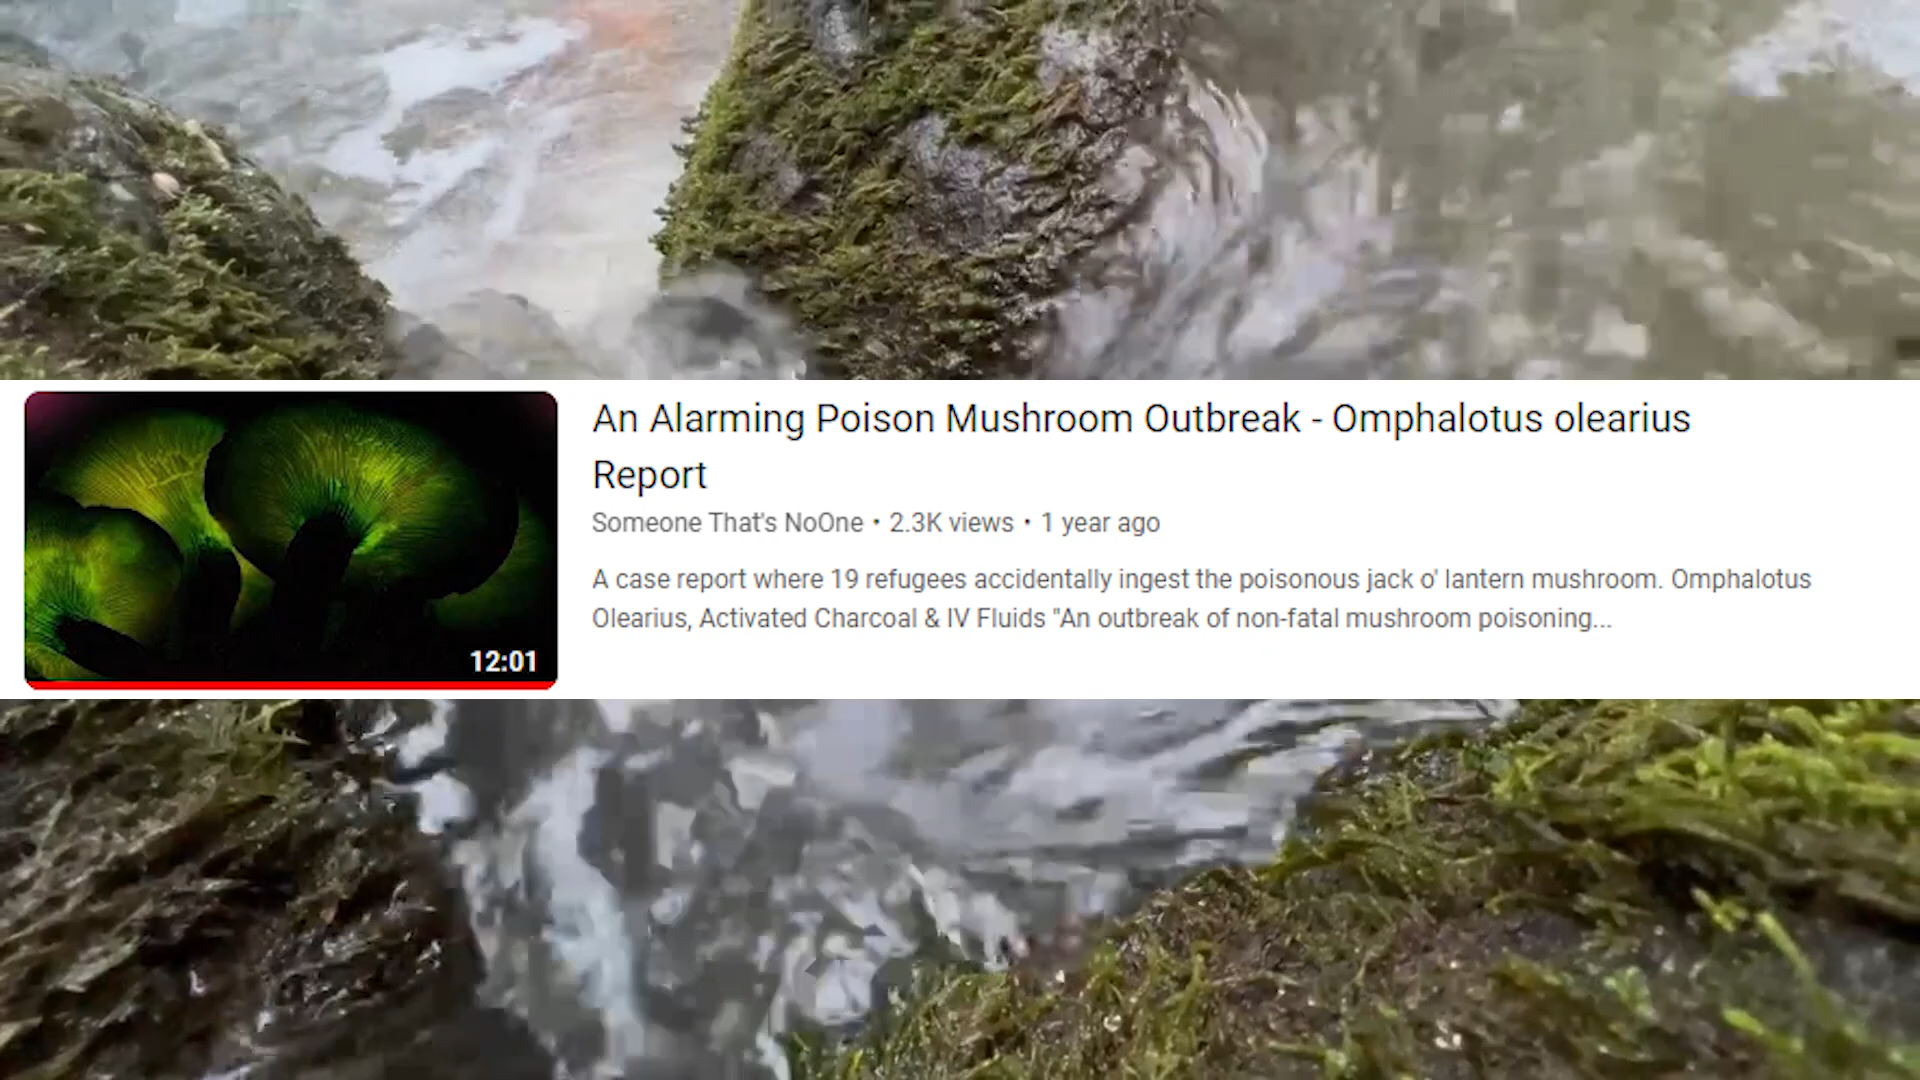 An Alarming Poison Mushroom Outbreak - Omphalotus olearius
Report
Someone That's NoOne • 2.3K views • 1 year ago
A case report where 19 refugees accidentally ingest the poisonous jack o' lantern mushroom. Omphalotus
Olearius, Activated Charcoal & IV Fluids "An outbreak of non-fatal mushroom poisoning...
12:01